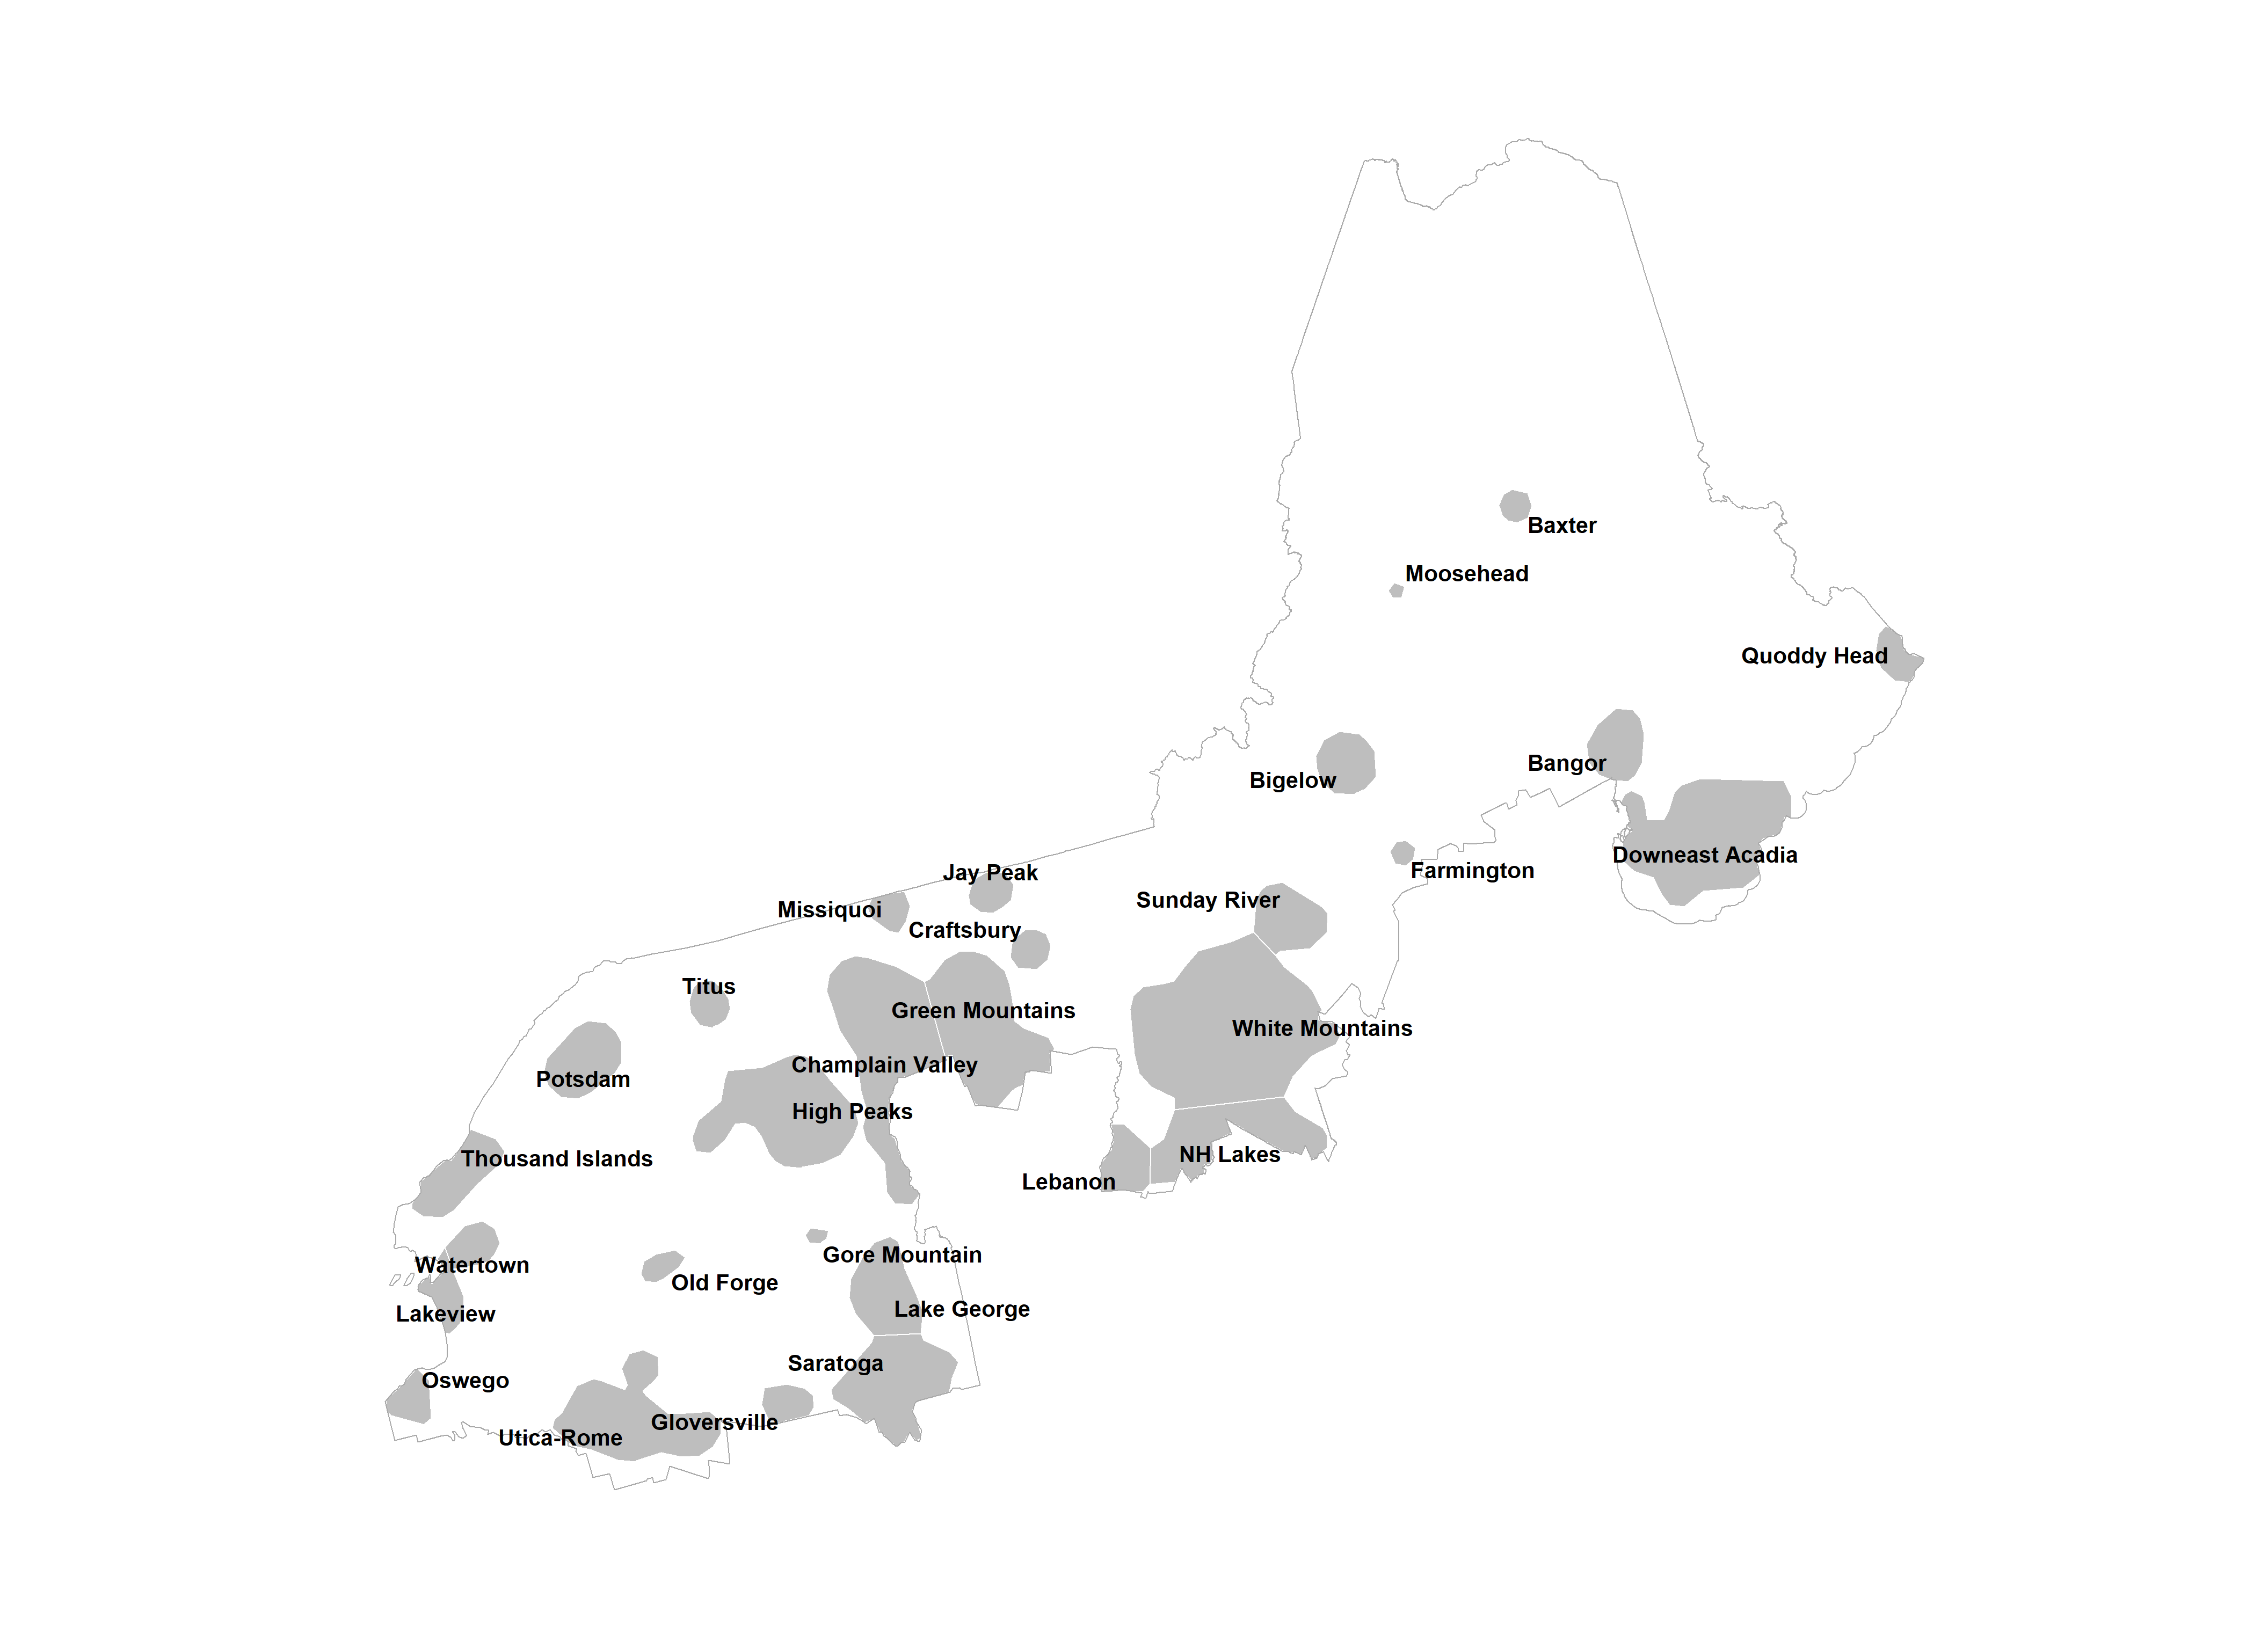 Baxter
Moosehead
Quoddy Head
Bangor
Bigelow
Downeast Acadia
Farmington
Jay Peak
Sunday River
Missiquoi
Craftsbury
Titus
Green Mountains
White Mountains
Champlain Valley
Potsdam
High Peaks
NH Lakes
Thousand Islands
Lebanon
Gore Mountain
Watertown
Old Forge
Lake George
Lakeview
Saratoga
Oswego
Gloversville
Utica-Rome